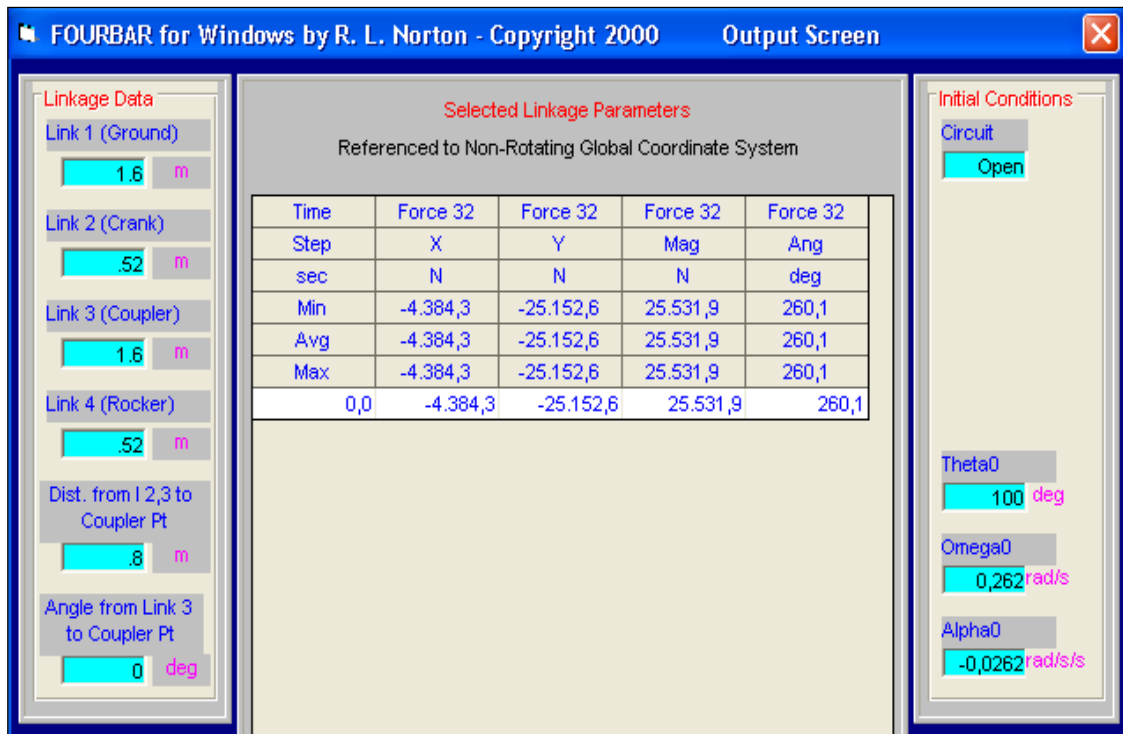 FOURBAR for Windows by R. L. Norton - Copyright 2000 Output Screen
Linkage Data
Link 1 (Ground)
1.6 m
Link 2 (Crank)
.52 m
Link 3 (Coupler)
1.6 m
Link 4 (Rocker)
.52 m
Dist. from I 2,3 to
Coupler Pt
.8 m
Angle from Link 3
to Coupler Pt
0 deg
Selected Linkage Parameters
Referenced to Non-Rotating Global Coordinate System
Time Force 32 Force 32 Force 32 Force 32
Step X Y Mag Ang
sec N N N deg
Min -4.384,3 -25.152,6 25.531,9 260,1
Avg -4.384,3 -25.152,6 25.531,9 260,1
Max -4.384,3 -25.152,6 25.531,9 260,1
0,0 -4.384,3 -25.152,6 25.531,9 260,1
Initial Conditions
Circuit
Open
Theta0
100 deg
Omega0
0,262 rad/s
Alpha0
-0,0262 rad/s/s